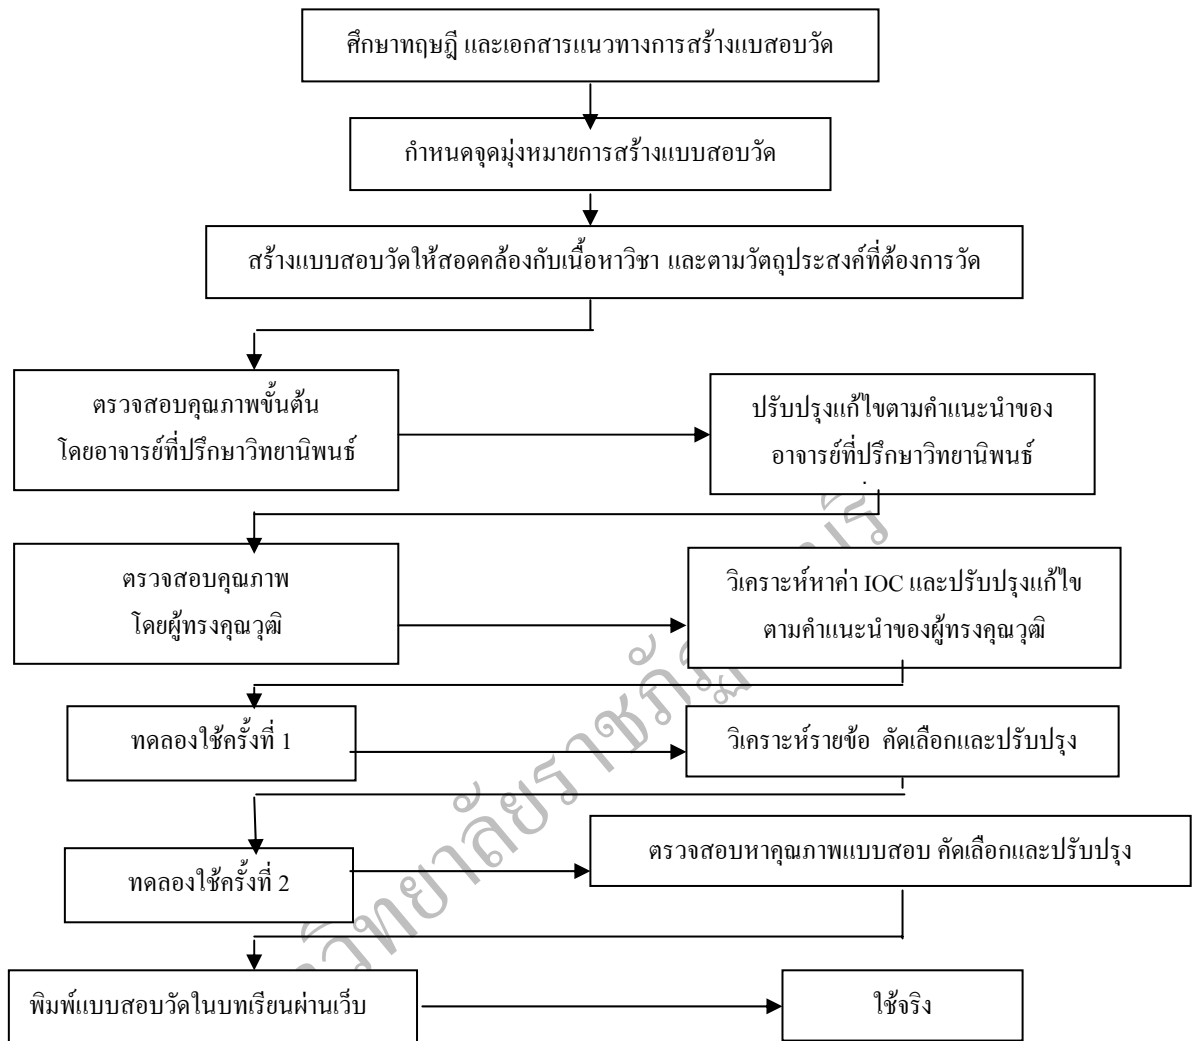 ศึกษาทฤษฎี และเอกสารแนวทางการสร้างแบสอบวัด
กำหนดจุดมุ่งหมายการสร้างแบบสอบวัด
สร้างแบบสอบวัดให้สอดคล้องกับเนื้อหาวิชา และตามวัตถุประสงค์ที่ต้องการวัด
ตรวจสอบคุณภาพขั้นต้น
โดยอาจารย์ที่ปรึกษาวิทยานิพนธ์
ปรับปรุงแก้ไขตามคำแนะนำของ
อาจารย์ที่ปรึกษาวิทยานิพนธ์
ตรวจสอบคุณภาพ
โดยผู้ทรงคุณวุฒิ
วิเคราะห์หาค่า IOC และปรับปรุงแก้ไข
ตามคำแนะนำของผู้ทรงคุณวุฒิ
ทดลองใช้ครั้งที่ 1
วิเคราะห์รายข้อ คัดเลือกและปรับปรุง
ทดลองใช้ครั้งที่ 2
ตรวจสอบหาคุณภาพแบบสอบ คัดเลือกและปรับปรุง
พิมพ์แบบสอบวัดในบทเรียนผ่านเว็บ
ใช้จริง